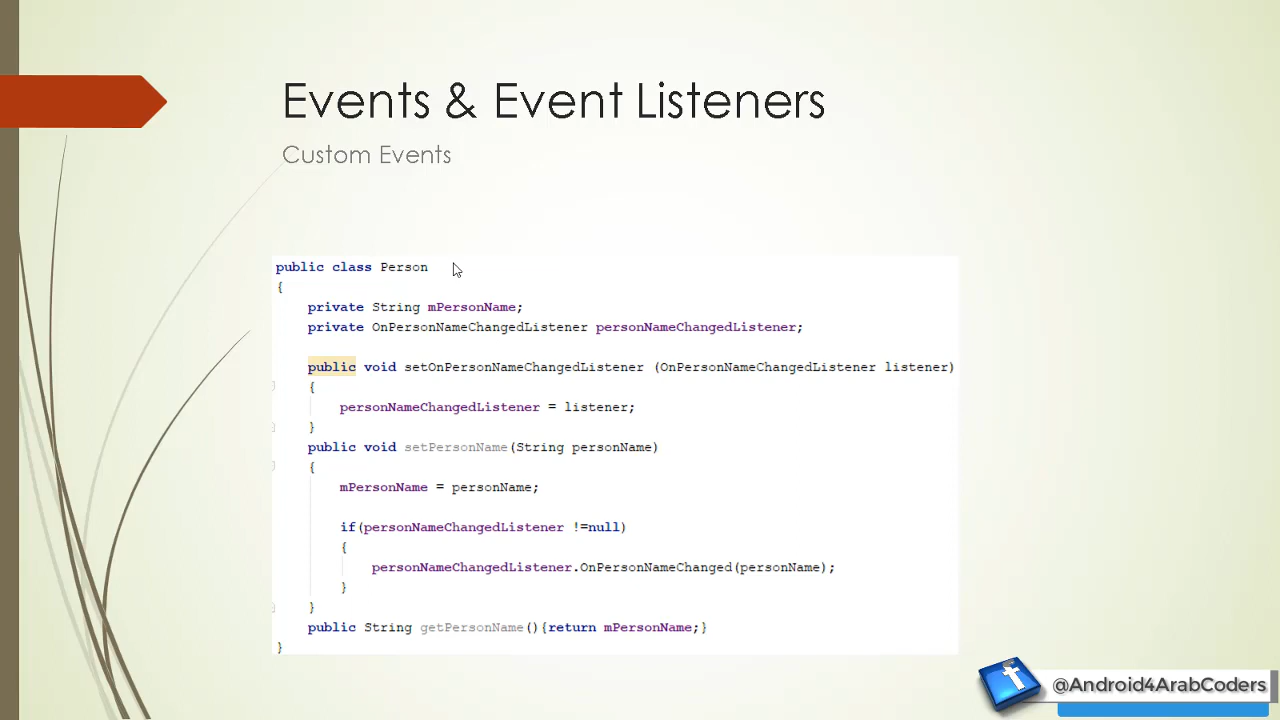 Events & Event Listeners
Custom Events
public class Person
{
private String mPersonName;
private OnPersonNameChangedListener personNameChangedListener;
public void setOnPersonNameChangedListener (OnPersonNameChangedListener listener)
{
personNameChangedListener = listener;
}
public void setPersonName(String personName)
{
mPersonName = personName;
if(personNameChangedListener !=null)
{
personNameChangedListener.OnPersonNameChanged(personName);
}
}
public String getPersonName(){return mPersonName;}
}
@Android4ArabCoders